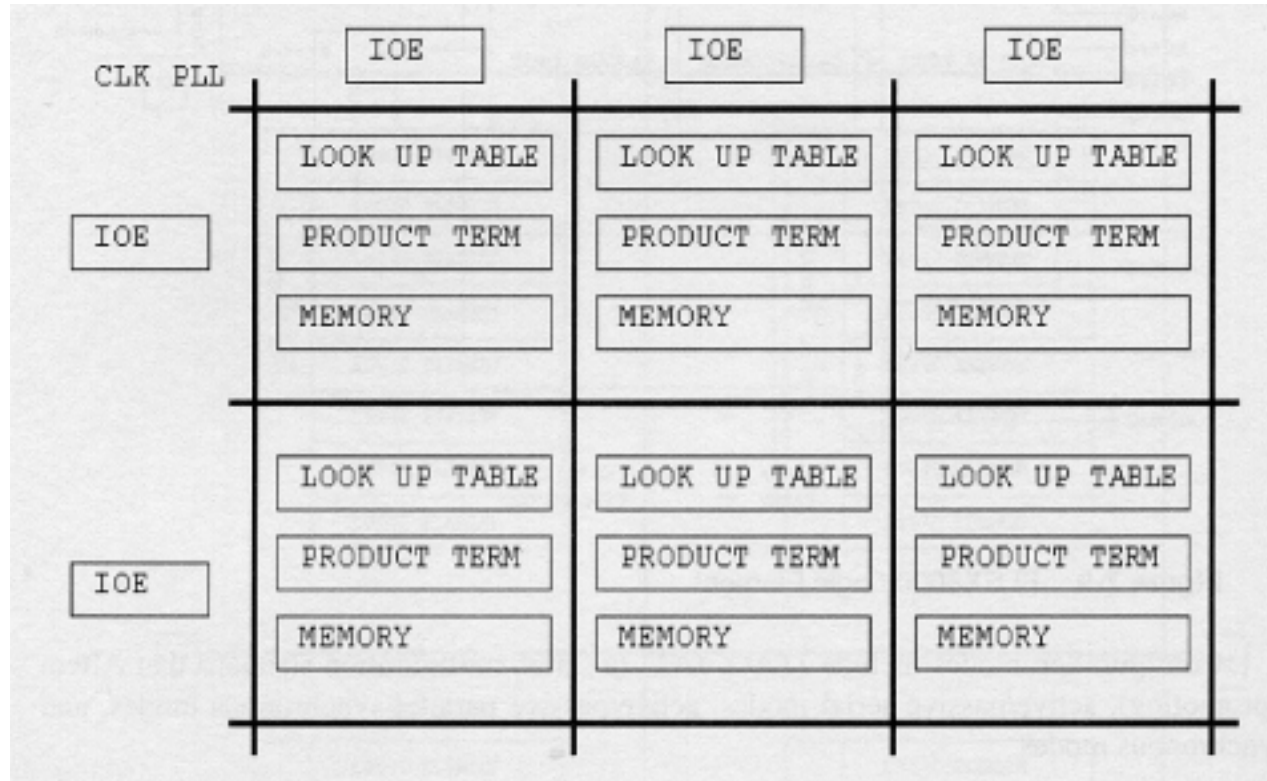 IOE IOE IOE
CLK PLL
LOOK UP TABLE LOOK UP TABLE LOOK UP TABLE
IOE PRODUCT TERM PRODUCT TERM PRODUCT TERM
MEMORY MEMORY MEMORY
LOOK UP TABLE LOOK UP TABLE LOOK UP TABLE
IOE PRODUCT TERM PRODUCT TERM PRODUCT TERM
MEMORY MEMORY MEMORY